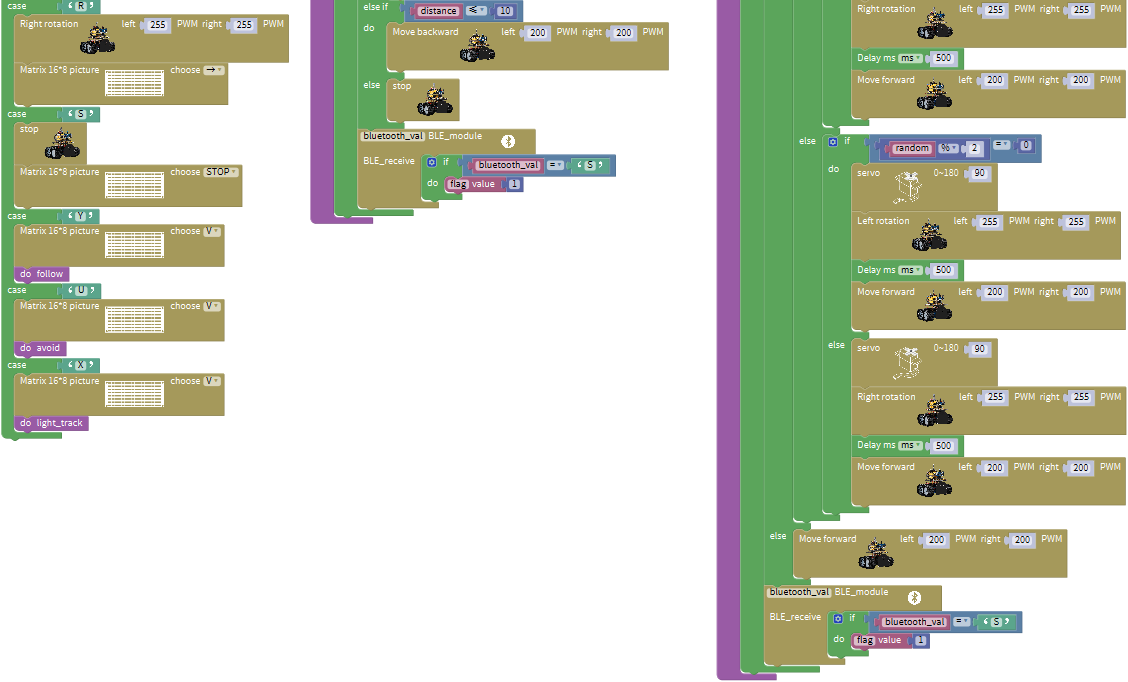 case “ R ”
Right rotation left 255 PWM right 255 PWM
Matrix 16*8 picture choose →
case “ S ”
stop
Matrix 16*8 picture choose STOP
case “ Y ”
Matrix 16*8 picture choose V
do follow
case “ U ”
Matrix 16*8 picture choose V
do avoid
case “ X ”
Matrix 16*8 picture choose V
do light_track
else if distance ≤ 10
do Move backward left 200 PWM right 200 PWM
else stop
bluetooth_val BLE_module
BLE_receive if bluetooth_val = “ S ”
do flag value 1
Right rotation left 255 PWM right 255 PWM
Delay ms ms 500
Move forward left 200 PWM right 200 PWM
else if random % 2 = 0
do servo 0~180 90
Left rotation left 255 PWM right 255 PWM
Delay ms ms 500
Move forward left 200 PWM right 200 PWM
else servo 0~180 90
Right rotation left 255 PWM right 255 PWM
Delay ms ms 500
Move forward left 200 PWM right 200 PWM
else Move forward left 200 PWM right 200 PWM
bluetooth_val BLE_module
BLE_receive if bluetooth_val = “ S ”
do flag value 1